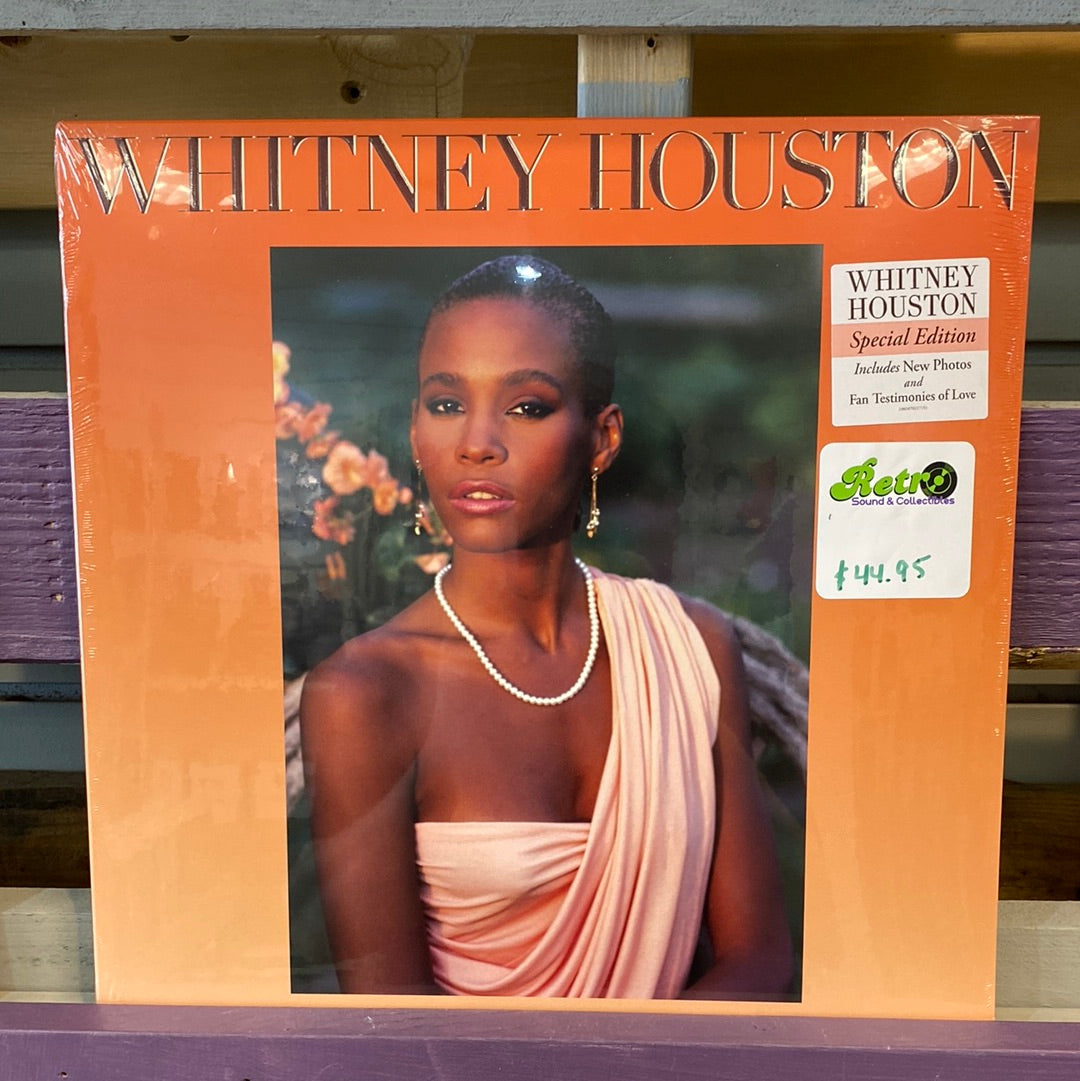 WHITNEY HOUSTON
WHITNEY
HOUSTON
Special Edition
Includes New Photos
and
Fan Testimonies of Love
Retro
Sound & Collectibles
$44.95